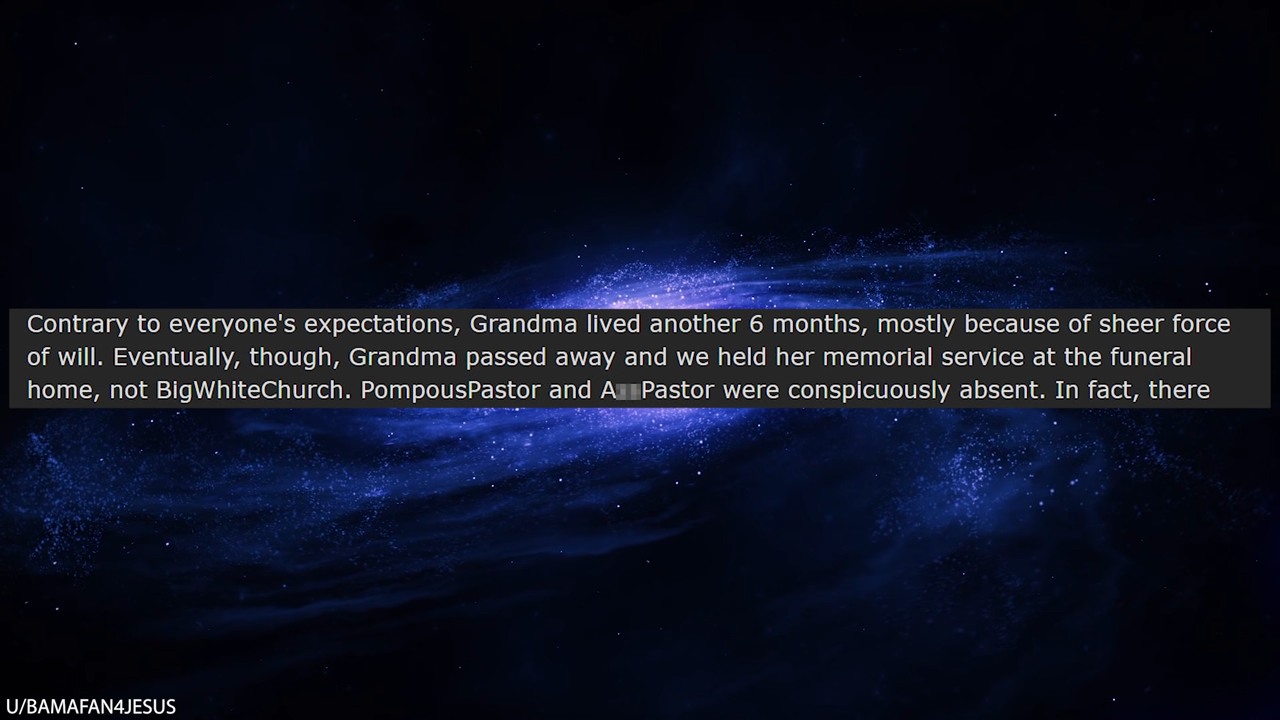 Contrary to everyone's expectations, Grandma lived another 6 months, mostly because of sheer force
of will. Eventually, though, Grandma passed away and we held her memorial service at the funeral
home, not BigWhiteChurch. PompousPastor and A Pastor were conspicuously absent. In fact, there
U/BAMAFAN4JESUS